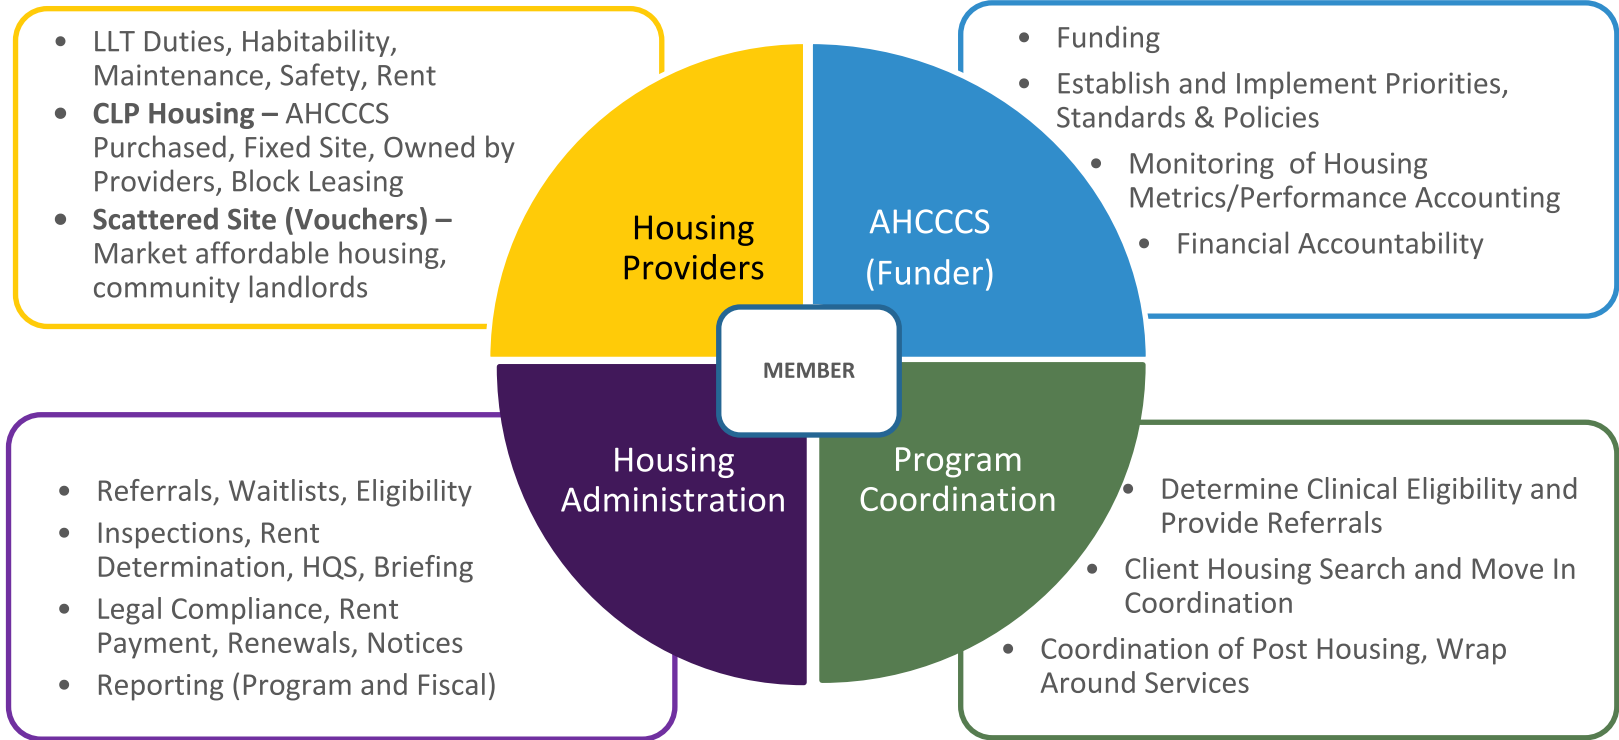 • LLT Duties, Habitability,
Maintenance, Safety, Rent
• CLP Housing – AHCCCS
Purchased, Fixed Site, Owned by
Providers, Block Leasing
• Scattered Site (Vouchers) –
Market affordable housing,
community landlords
Housing
Providers
AHCCCS
(Funder)
• Funding
• Establish and Implement Priorities,
Standards & Policies
• Monitoring of Housing
Metrics/Performance Accounting
• Financial Accountability
MEMBER
• Referrals, Waitlists, Eligibility
• Inspections, Rent
Determination, HQS, Briefing
• Legal Compliance, Rent
Payment, Renewals, Notices
• Reporting (Program and Fiscal)
Housing
Administration
Program
Coordination
• Determine Clinical Eligibility and
Provide Referrals
• Client Housing Search and Move In
Coordination
• Coordination of Post Housing, Wrap
Around Services